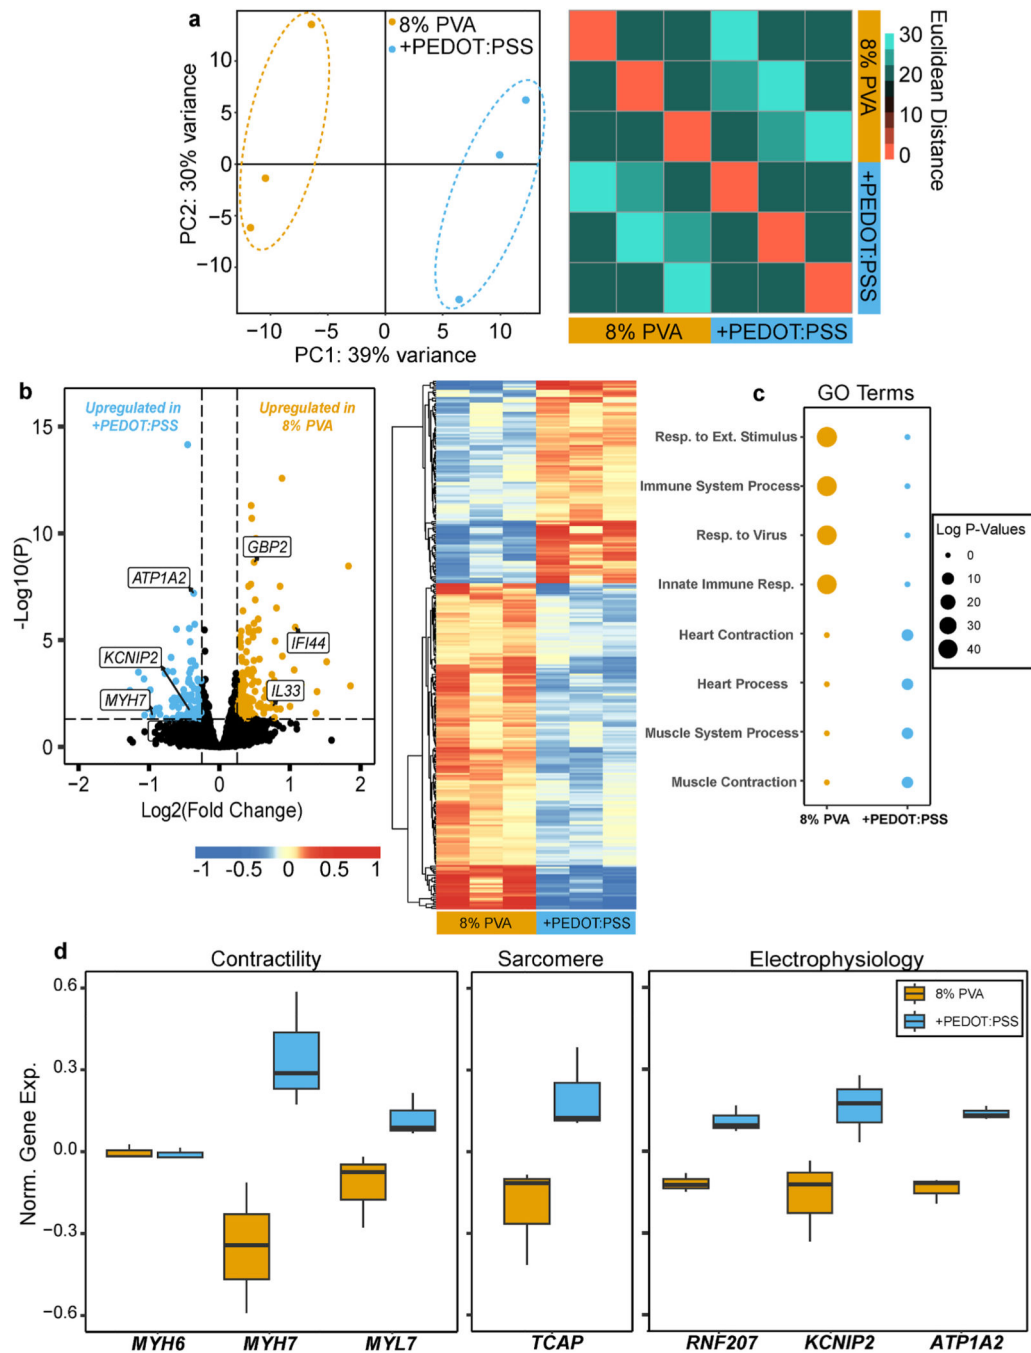 a
8% PVA
+PEDOT:PSS
10
5
0
−5
−10
PC2: 30% variance
−10
−5
0
5
10
PC1: 39% variance
8% PVA
+PEDOT:PSS
8% PVA
+PEDOT:PSS
30
20
10
0
Euclidean Distance
b
Upregulated in
+PEDOT:PSS
Upregulated in
8% PVA
15
10
5
0
-Log10(P)
GBP2
ATP1A2
IFI44
KCNIP2
IL33
MYH7
−2
−1
0
1
2
Log2(Fold Change)
-1
-0.5
0
0.5
1
8% PVA
+PEDOT:PSS
c
GO Terms
Resp. to Ext. Stimulus
Immune System Process
Resp. to Virus
Innate Immune Resp.
Heart Contraction
Heart Process
Muscle System Process
Muscle Contraction
8% PVA
+PEDOT:PSS
Log P-Values
0
10
20
30
40
d
Contractility
Sarcomere
Electrophysiology
8% PVA
+PEDOT:PSS
0.6
0.3
0.0
−0.3
−0.6
Norm. Gene Exp.
MYH6
MYH7
MYL7
TCAP
RNF207
KCNIP2
ATP1A2